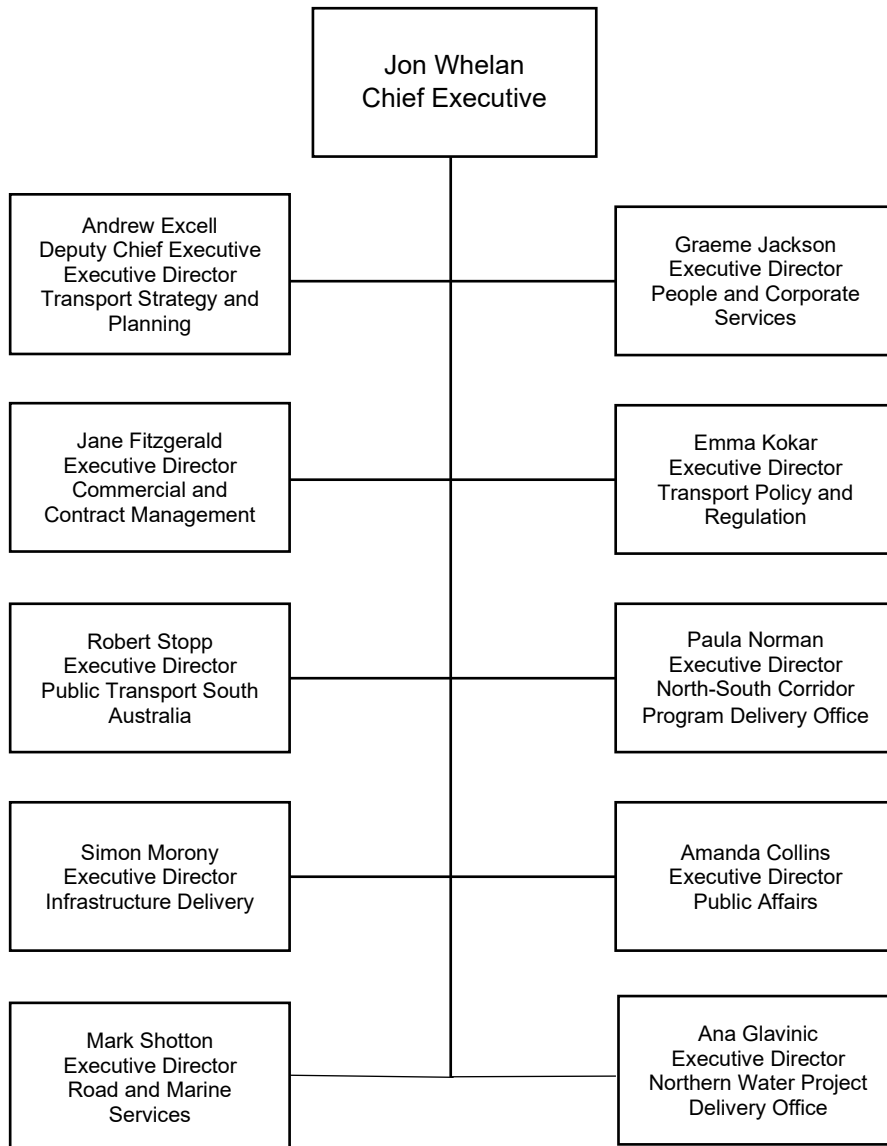 Jon Whelan
Chief Executive
Andrew Excell
Deputy Chief Executive
Executive Director
Transport Strategy and
Planning
Graeme Jackson
Executive Director
People and Corporate
Services
Jane Fitzgerald
Executive Director
Commercial and
Contract Management
Emma Kokar
Executive Director
Transport Policy and
Regulation
Robert Stopp
Executive Director
Public Transport South
Australia
Paula Norman
Executive Director
North-South Corridor
Program Delivery Office
Simon Morony
Executive Director
Infrastructure Delivery
Amanda Collins
Executive Director
Public Affairs
Mark Shotton
Executive Director
Road and Marine
Services
Ana Glavinic
Executive Director
Northern Water Project
Delivery Office